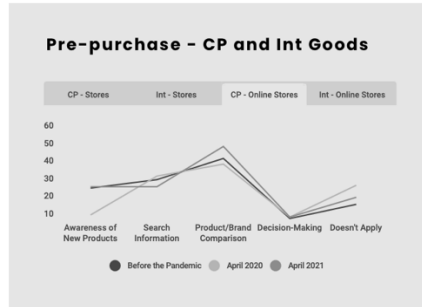 Pre-purchase - CP and Int Goods
CP - Stores
Int - Stores
CP - Online Stores
Int - Online Stores
60
50
40
30
20
10
Awareness of
New Products
Search
Information
Product/Brand
Comparison
Decision-Making
Doesn't Apply
Before the Pandemic
April 2020
April 2021